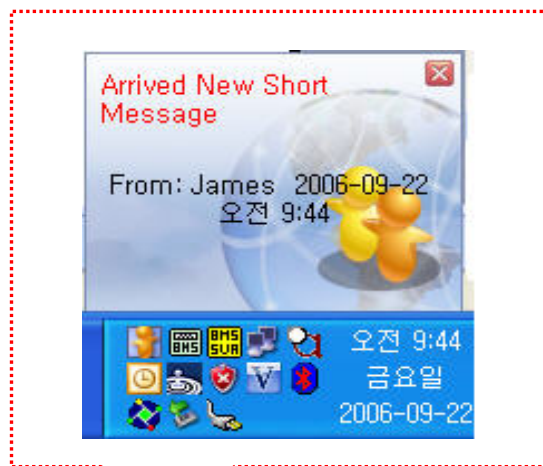 Arrived New Short
Message
From: James 2006-09-22
오전 9:44
BMS
BMS
SVR
V
오전 9:44
금요일
2006-09-22